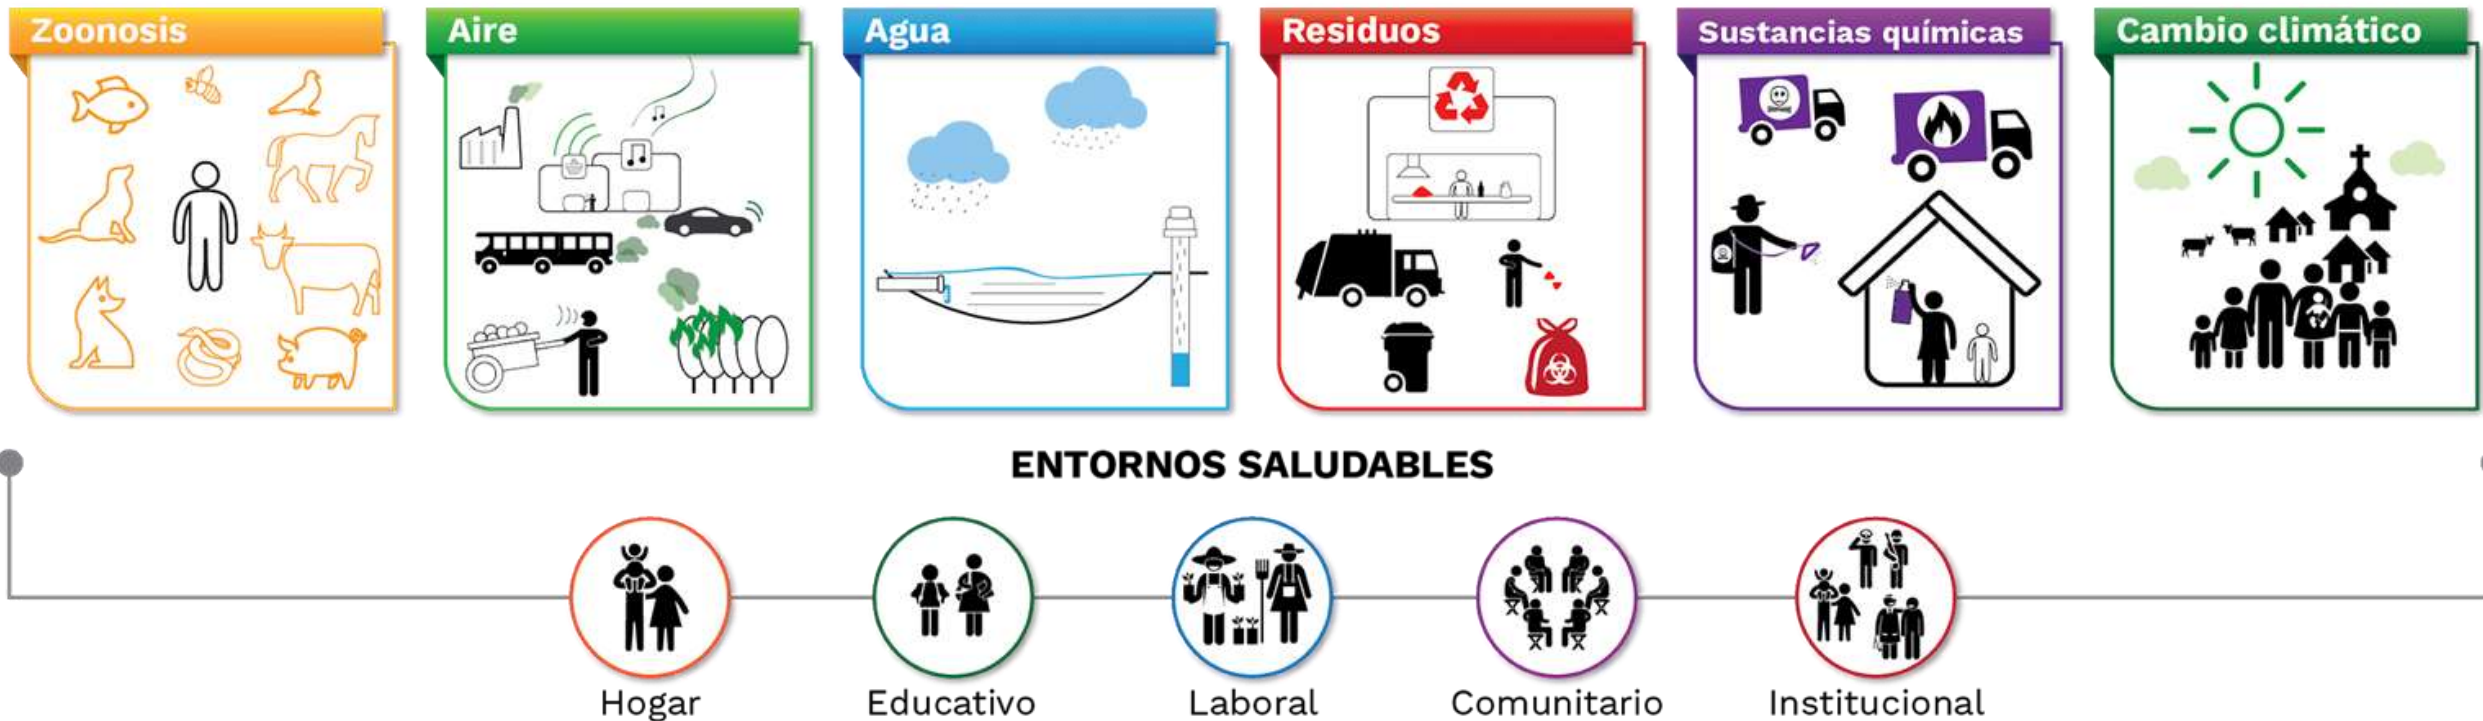 Zoonosis
Aire
Agua
Residuos
Sustancias químicas
Cambio climático
ENTORNOS SALUDABLES
Hogar
Educativo
Laboral
Comunitario
Institucional